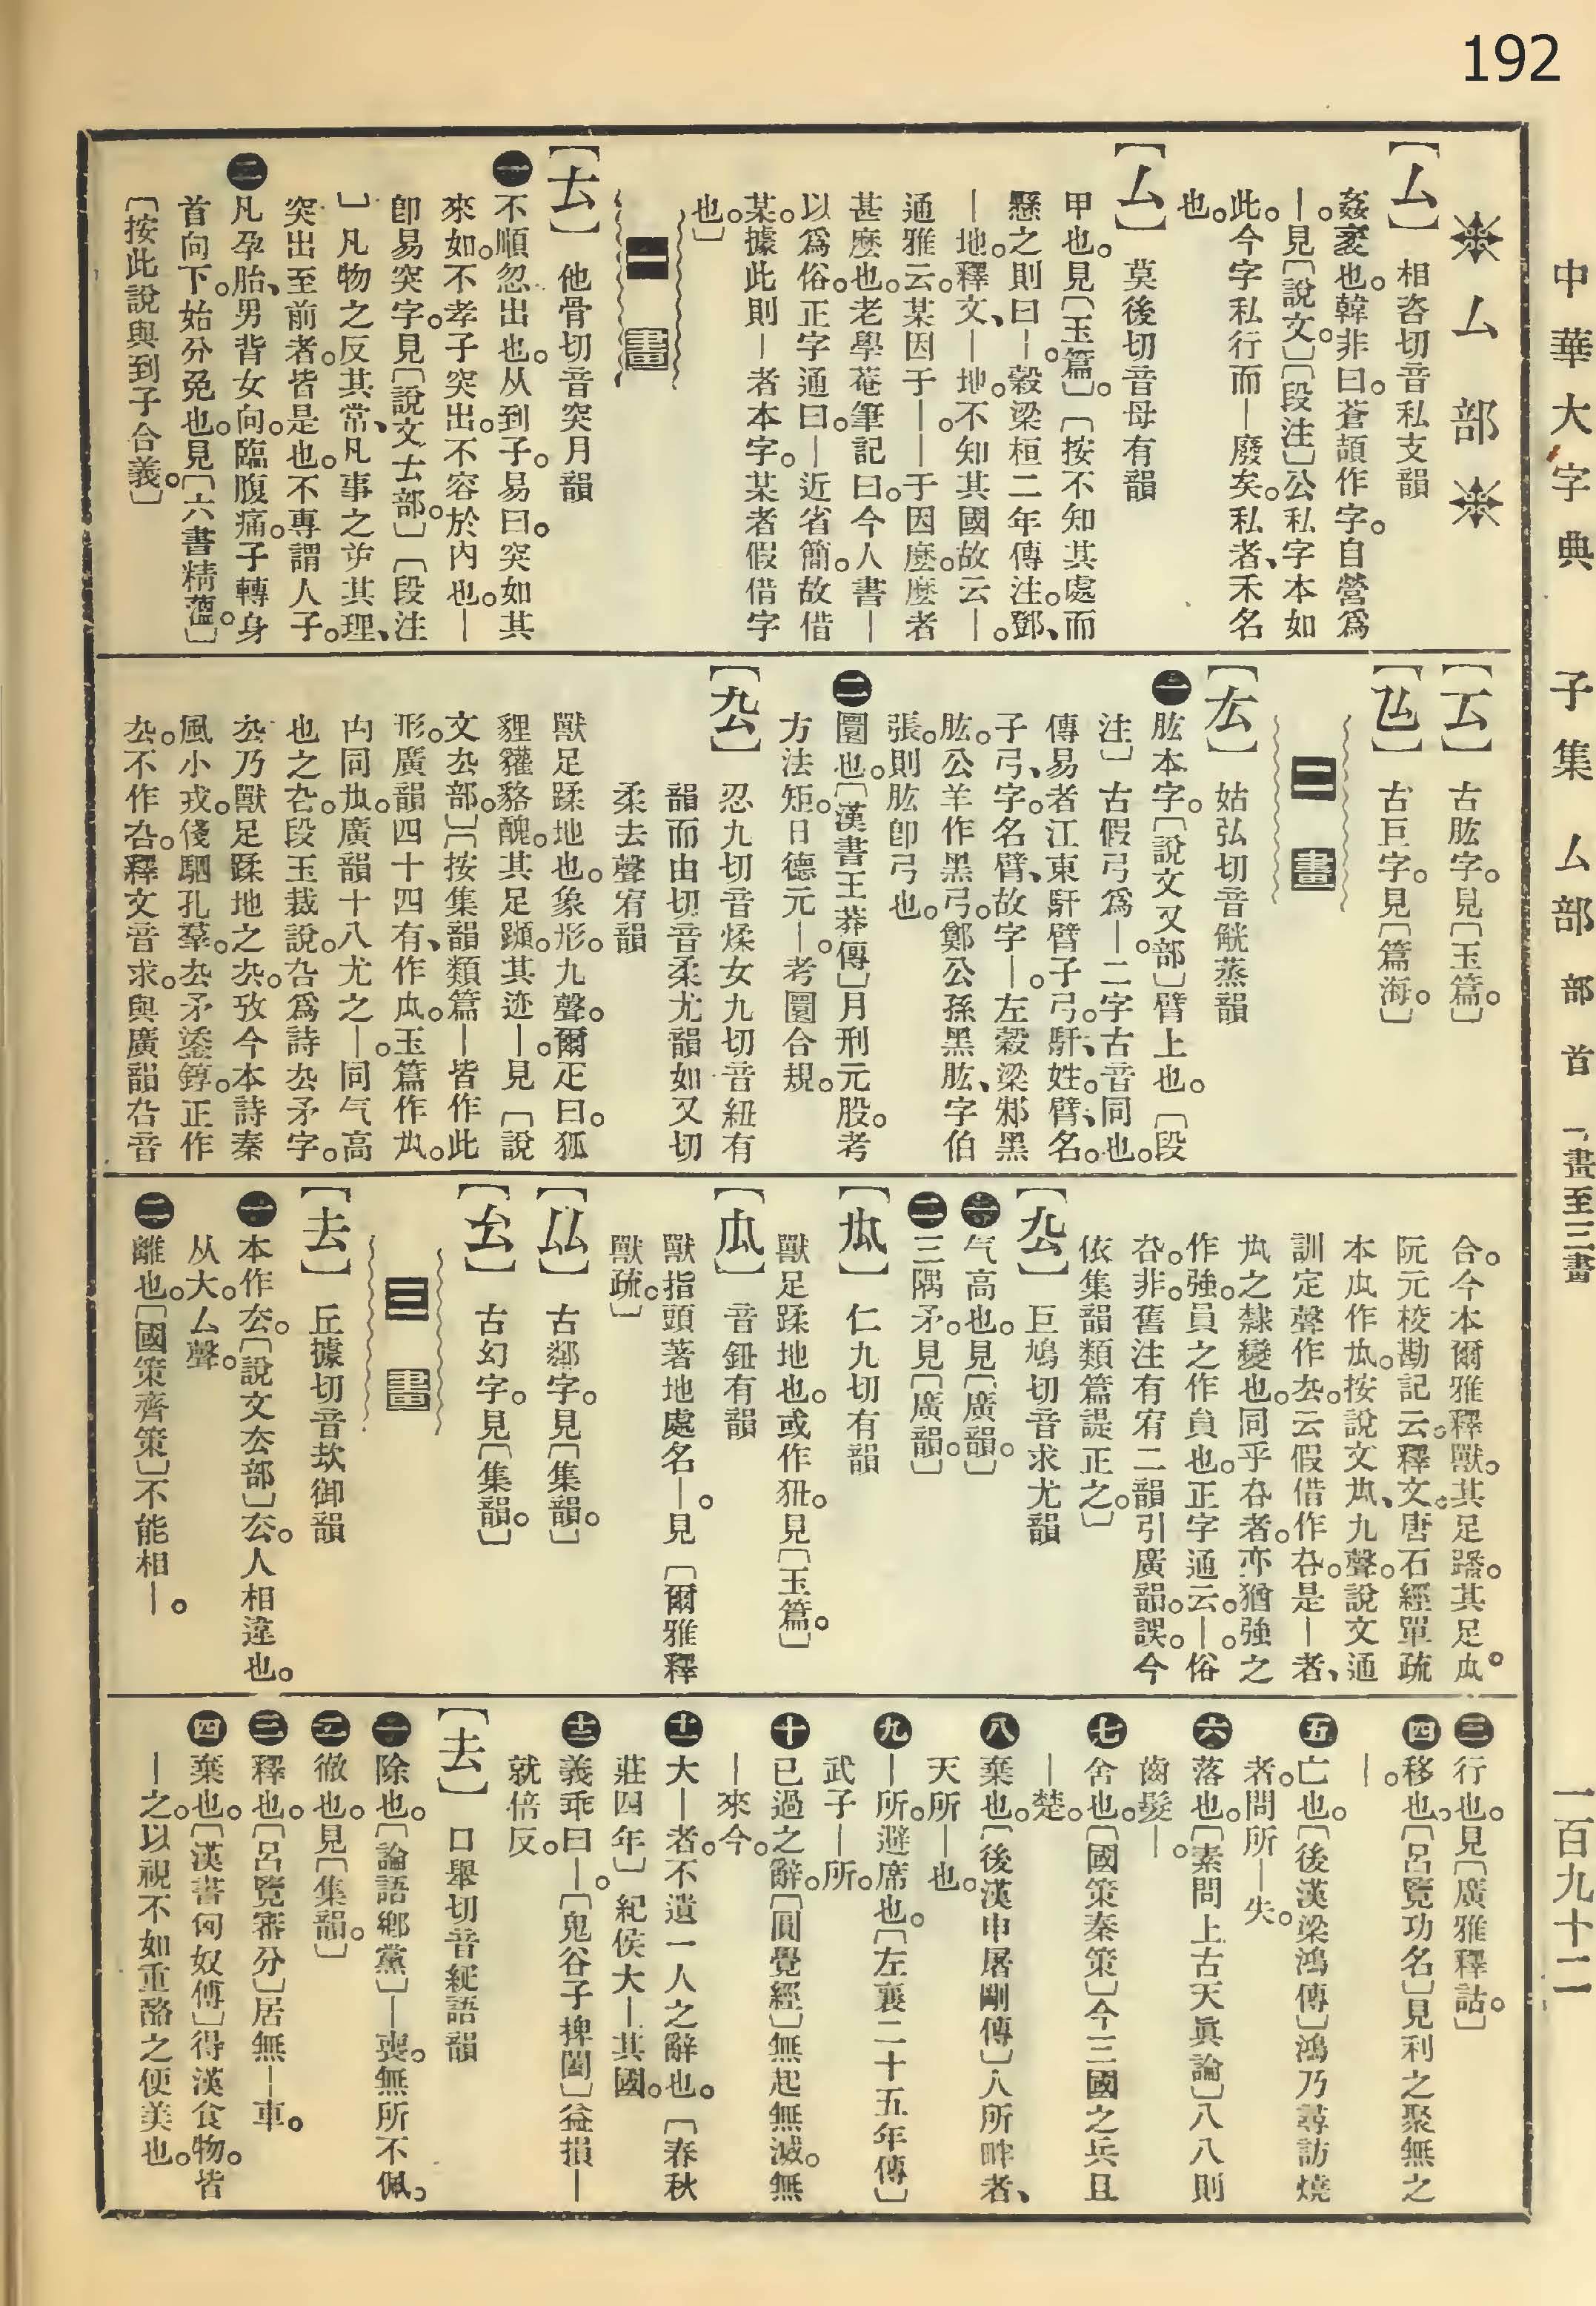 192
中華大字典
子集
厶部
部首
一畫至三畫
一百九十二
厶部
【厶】相咨切音私支韻
姦衺也。韓非曰。蒼頡作字。自營爲
—。見〔說文。〕〔段注〕公私字本如
此。今字私行而—廢矣。私者、禾名
也。
【厶】莫後切音母有韻
甲也。見〔玉篇。〕〔按不知其處而
懸之則曰—。穀梁桓二年傳注。鄧、
—地。釋文、—地。不知其國故云—。
通雅云。某因于—。—于因麽。麽者
甚麽也。老學菴筆記曰。今人書—
以爲俗。正字通曰。—近省簡。故借
某。據此則—者本字。某者假借字
也。〕
一畫
【𠫓】他骨切音突月韻
㊀不順忽出也。从到子。易曰。突如其
來如。不孝子突出。不容於內也。—
卽易突字。見〔說文𠫓部。〕〔段注
〕凡物之反其常、凡事之屰其理、
突出至前者。皆是也。不專謂人子。
㊁凡孕胎、男背女向。臨腹痛。子轉身
首向下。始分免也。見〔六書精蘊。〕
〔按此說與到子合義。〕
古肱字。見〔玉篇。〕
古巨字。見〔篇海。〕
二畫
【厷】姑弘切音觥蒸韻
㊀肱本字。〔說文又部〕臂上也。〔段
注〕古假弓爲—。二字古音同也。
傳易者江東馯臂子弓。馯、姓。臂、名。
子弓、字。名臂、故字—。左穀梁邾黑
肱。公羊作黑弓。鄭公孫黑肱、字伯
張。則肱卽弓也。
㊁圜也。〔漢書王莽傳〕月刑元股。考
方法矩。日德元—。考圜合規。
【厹】忍九切音煣女九切音紐有
韻而由切音柔尤韻如又切
柔去聲宥韻
獸足蹂地也。象形。九聲。爾疋曰。狐
貍貛貉醜。其足蹞。其迹—。見〔說
文厹部。〕〔按集韻類篇—皆作此
形。廣韻四十四有、作。玉篇作。
同。廣韻十八尤之—。同气高
也之。段玉裁說。爲詩厹矛字。
厹乃獸足蹂地之厹。攷今本詩秦
風小戎。俴駟孔羣。厹矛鋈錞。正作
厹。不作。釋文音求。與廣韻音
合。今本爾雅釋獸。其足蹯。其足。
阮元校勘記云。釋文、唐石經單疏
本作。按說文、九聲。說文通
訓定聲作厹。云假借作。是—者、
之隸變也。同乎者。亦猶強之
作強。員之作貟也。正字通云。—。俗
非。舊注有宥二韻引廣韻。誤。今
依集韻類篇諟正之。〕
【厹】巨鳩切音求尤韻
㊀气高也。見〔廣韻。〕
㊁三隅矛。見〔廣韻。〕
仁九切有韻
獸足蹂地也。或作。見〔玉篇。〕
音鈕有韻
獸指頭著地處名—。見〔爾雅釋
獸疏。〕
【厸】古鄰字。見〔集韻。〕
古幻字。見〔集韻。〕
三畫
【去】丘據切音㰦御韻
㊀本作厺。〔說文厺部〕厺。人相違也。
从大厶聲。
㊁離也。〔國策齊策〕不能相—。
㊂行也。見〔廣雅釋詁。〕
㊃移也。〔呂覽功名〕見利之聚無之
—。
㊄亡也。〔後漢梁鴻傳〕鴻乃尋訪燒
者。問所—失。
㊅落也。〔素問上古天眞論〕八八則
齒髮—。
㊆舍也。〔國策秦策〕今三國之兵且
—楚。
㊇棄也。〔後漢申屠剛傳〕人所畔者、
天所—也。
㊈—所。避席也。〔左襄二十五年傳〕
武子—所。
㊉已過之辭。〔圓覺經〕無起無滅。無
—來今。
十一 大—者。不遺一人之辭也。〔春秋
莊四年〕紀侯大—其國。
十二 義乖曰—。〔鬼谷子捭闔〕益損—
就倍反。
【去】口舉切音語韻
㊀除也。〔論語鄉黨〕—喪。無所不佩。
㊁徹也。見〔集韻。〕
㊂釋也。〔呂覽審分〕居無—車。
㊃棄也。〔漢書匈奴傳〕得漢食物。皆
—之。以視不如重酪之便美也。